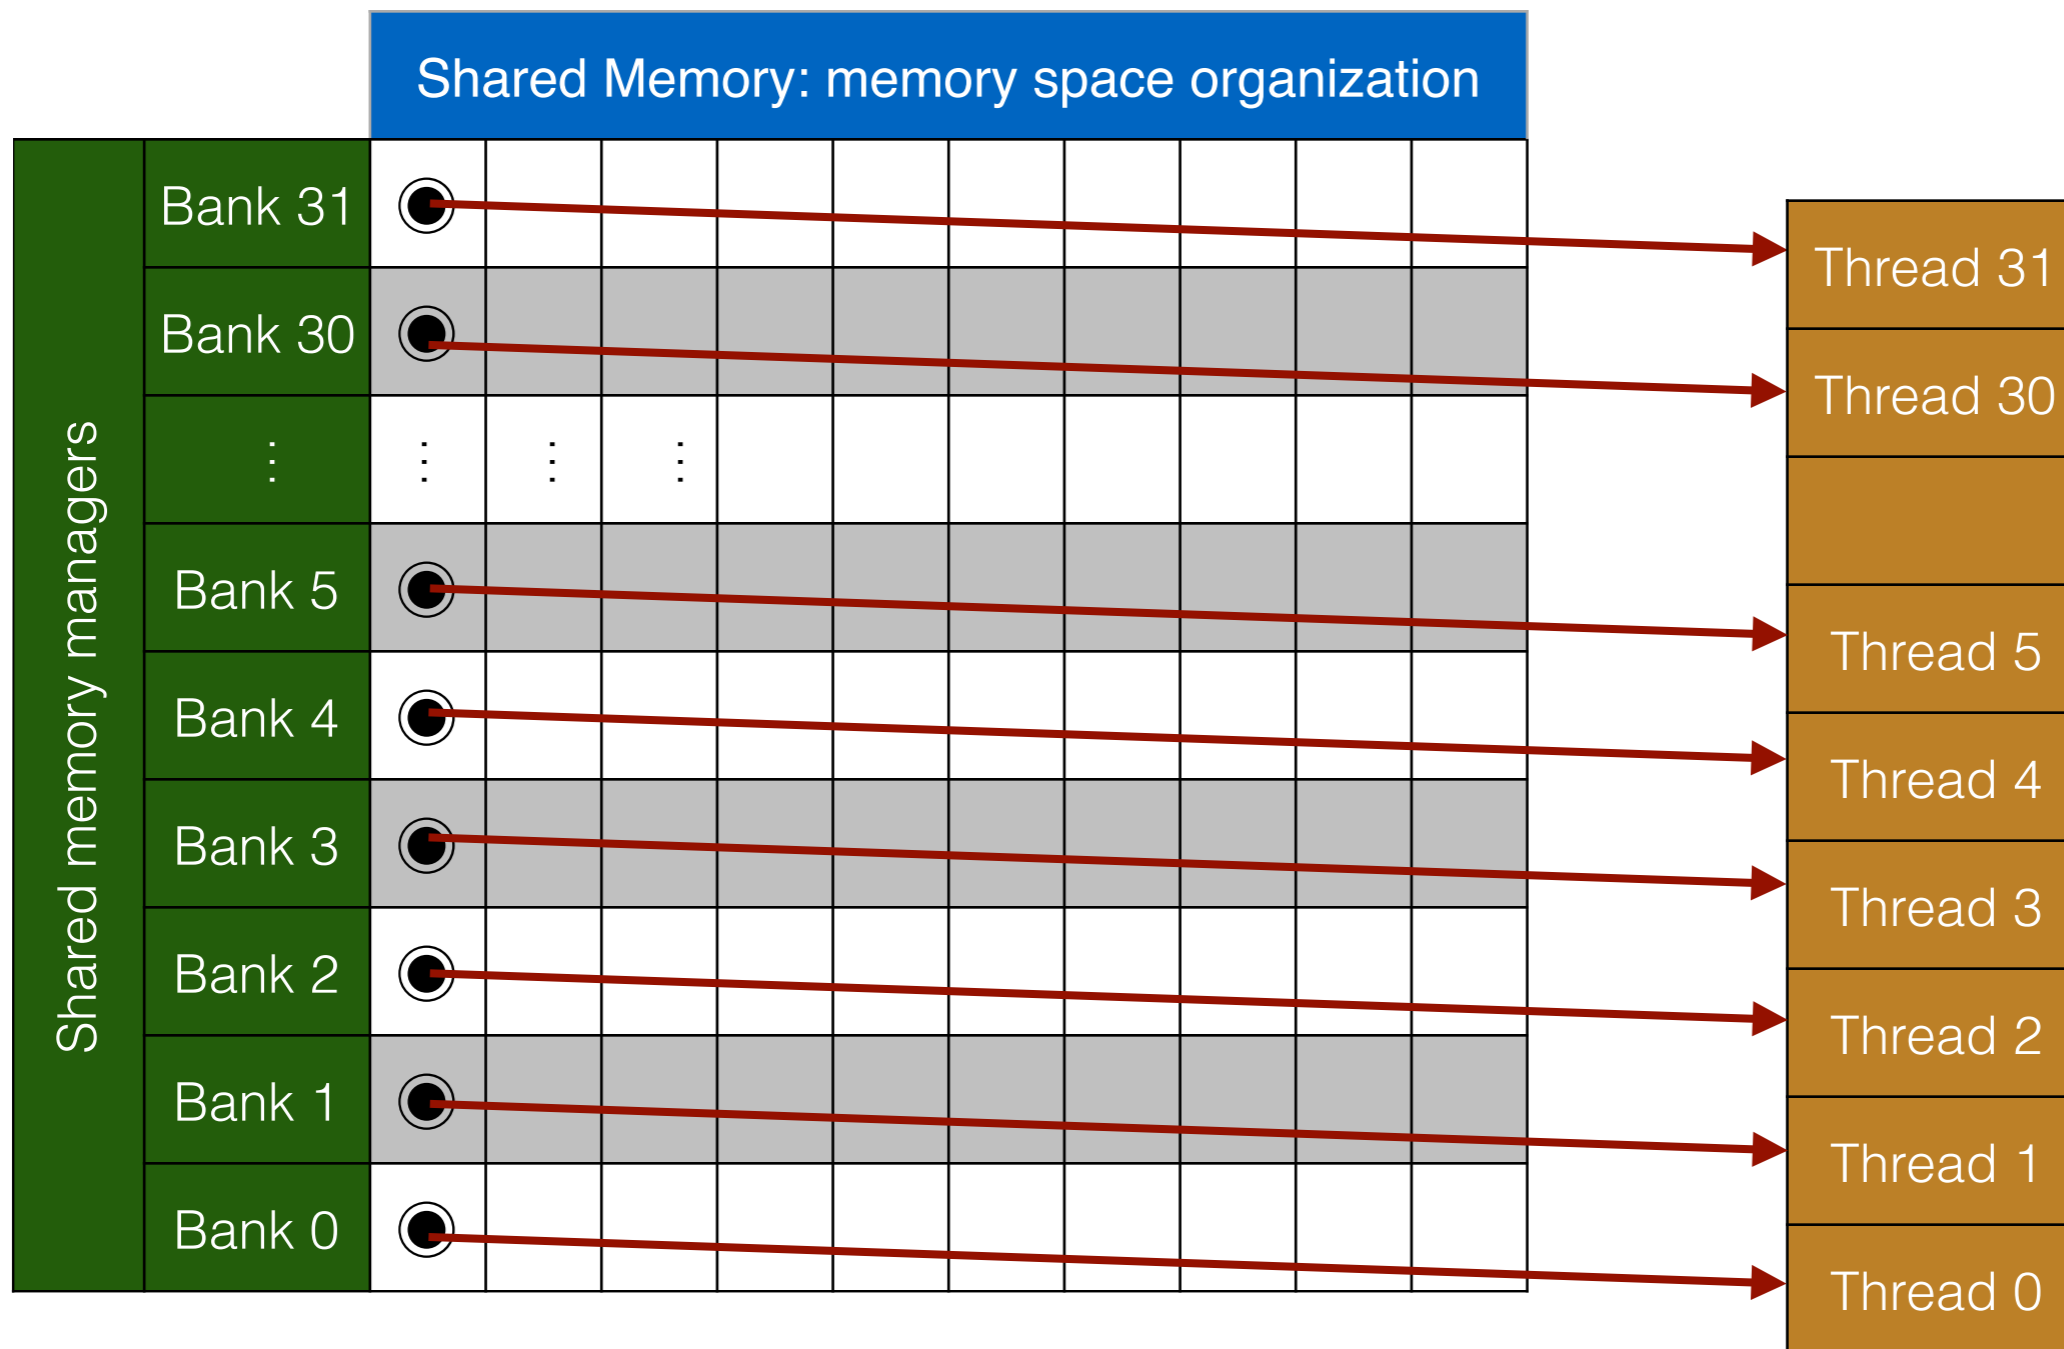 Shared Memory: memory space organization
Shared memory managers
Bank 31
Thread 31
Bank 30
Thread 30
⋮ ⋮ ⋮ ⋮
Bank 5
Thread 5
Bank 4
Thread 4
Bank 3
Thread 3
Bank 2
Thread 2
Bank 1
Thread 1
Bank 0
Thread 0